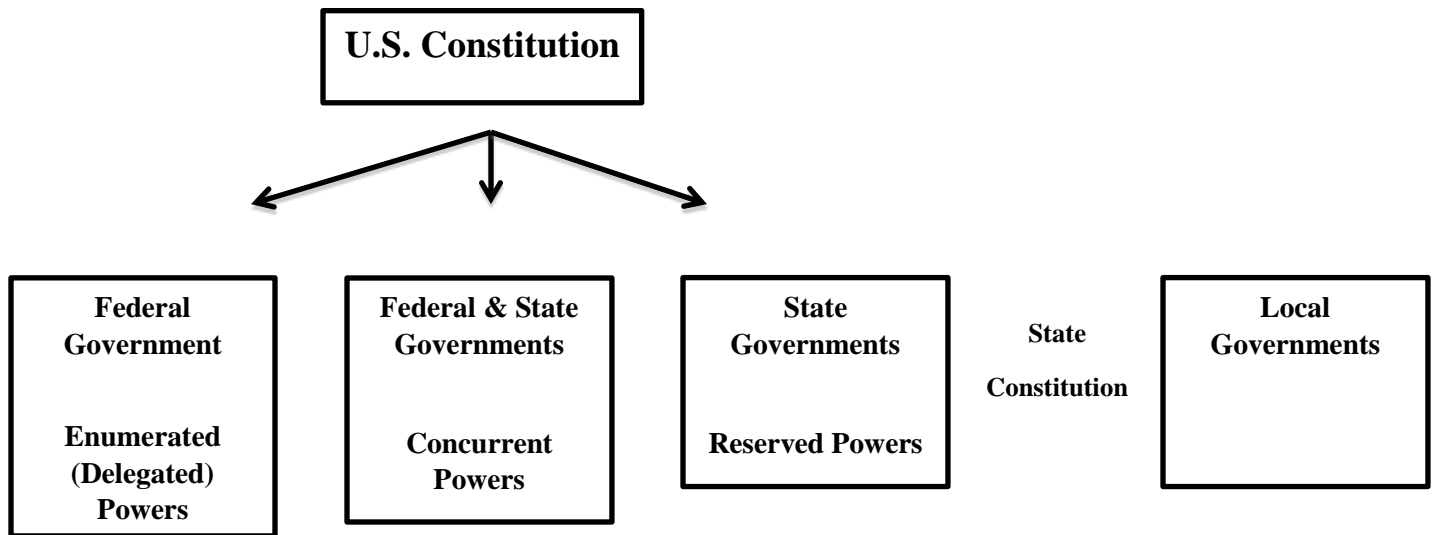 U.S. Constitution
Federal
Government
Enumerated
(Delegated)
Powers
Federal & State
Governments
Concurrent
Powers
State
Governments
Reserved Powers
State
Constitution
Local
Governments